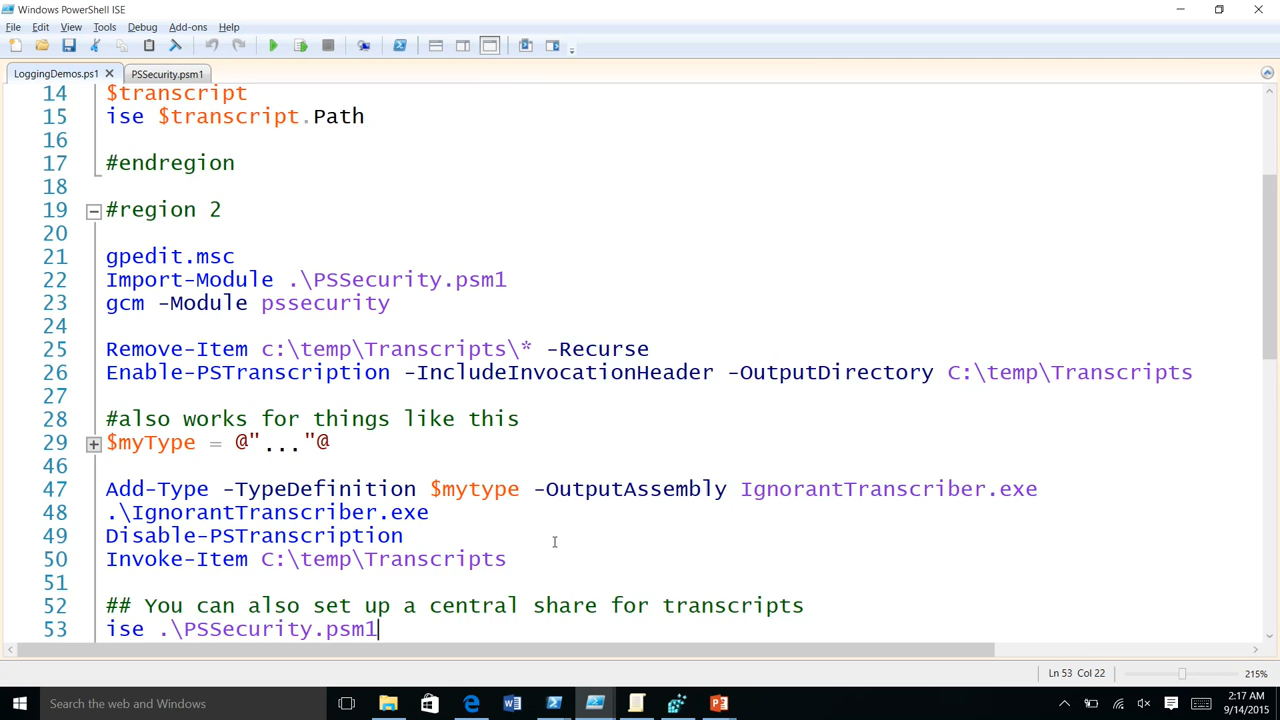 Windows PowerShell ISE
File Edit View Tools Debug Add-ons Help
LoggingDemos.ps1 PSSecurity.psm1
14 $transcript
15 ise $transcript.Path
16
17 #endregion
18
19 #region 2
20
21 gpedit.msc
22 Import-Module .\PSSecurity.psm1
23 gcm -Module pssecurity
24
25 Remove-Item c:\temp\Transcripts\* -Recurse
26 Enable-PSTranscription -IncludeInvocationHeader -OutputDirectory C:\temp\Transcripts
27
28 #also works for things like this
29 $myType = @"..."@
46
47 Add-Type -TypeDefinition $mytype -OutputAssembly IgnorantTranscriber.exe
48 .\IgnorantTranscriber.exe
49 Disable-PSTranscription
50 Invoke-Item C:\temp\Transcripts
51
52 ## You can also set up a central share for transcripts
53 ise .\PSSecurity.psm1
Ln 53 Col 22 215%
Search the web and Windows
2:17 AM
9/14/2015